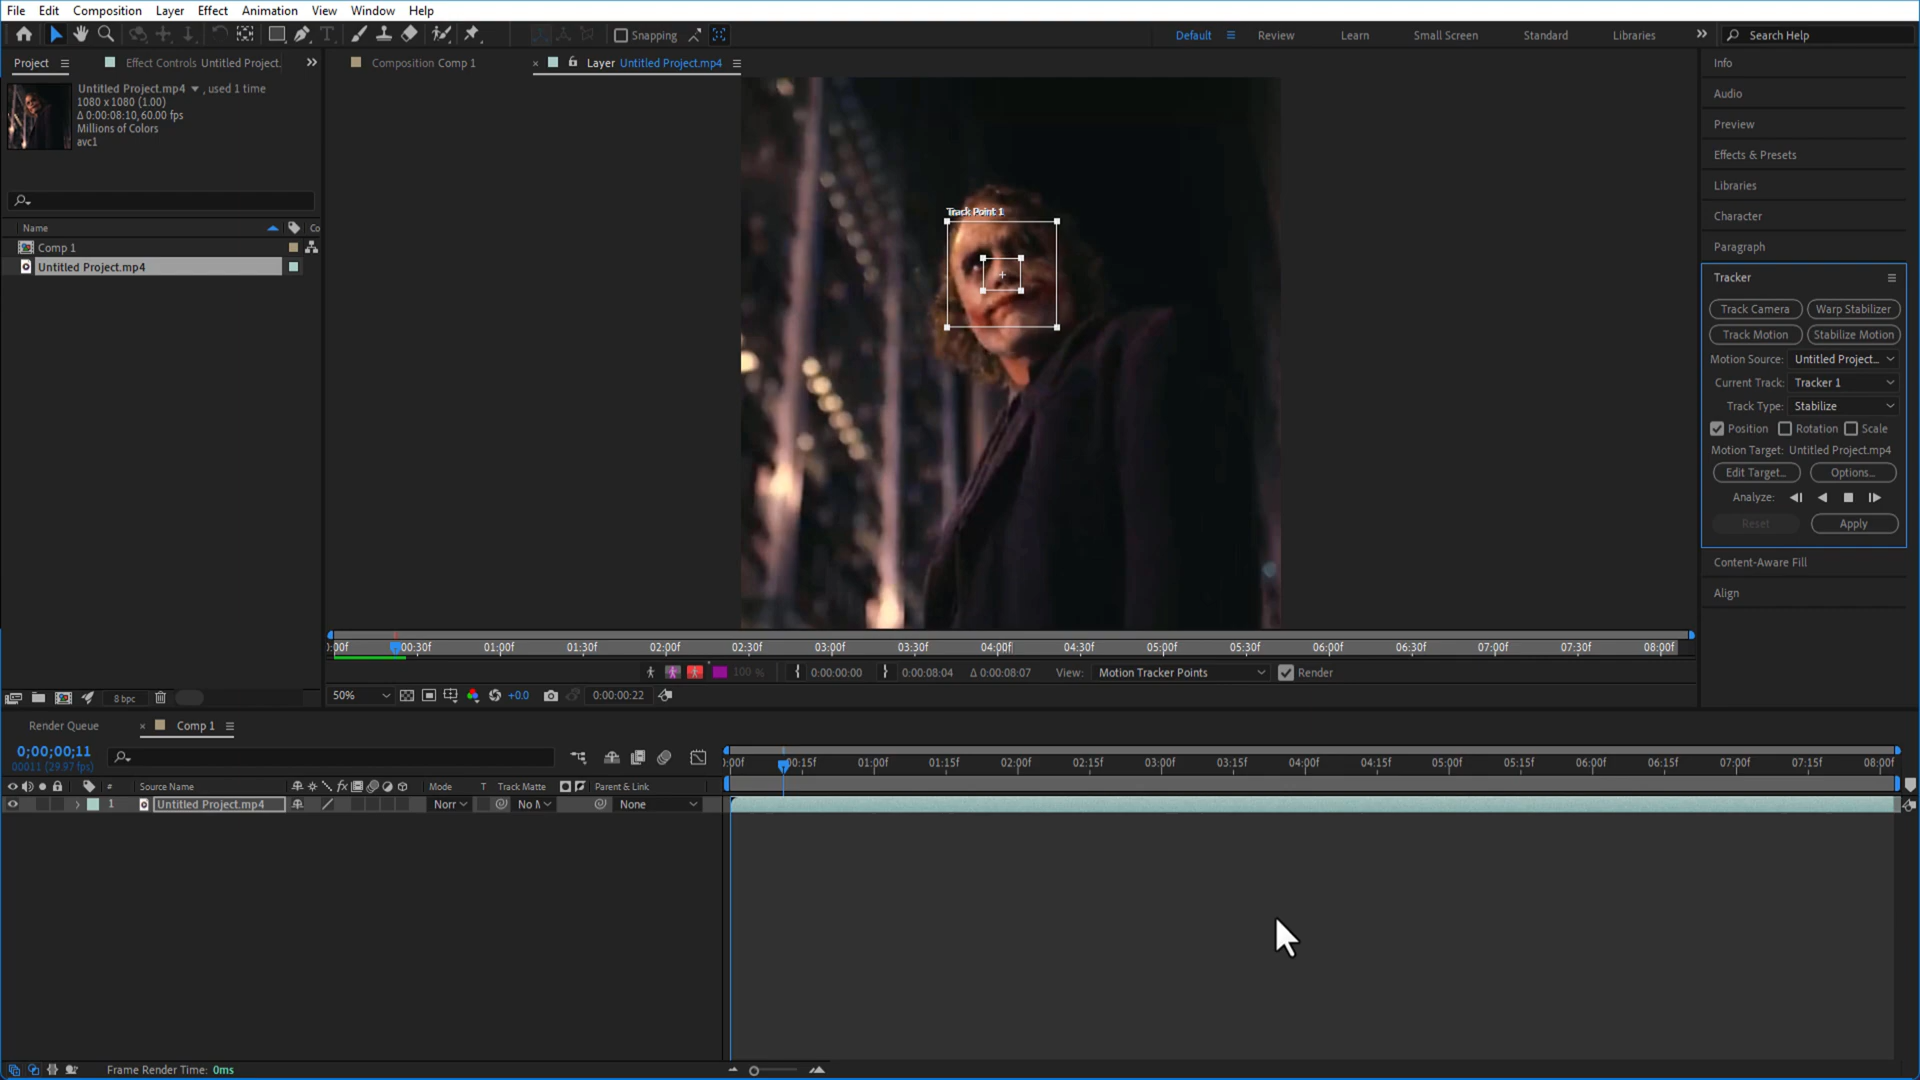 File Edit Composition Layer Effect Animation View Window Help
Snapping Default Review Learn Small Screen Standard Libraries Search Help
Project Effect Controls Untitled Project. Composition Comp 1 Layer Untitled Project.mp4
Untitled Project.mp4 , used 1 time
1080 x 1080 (1.00)
Δ 0:00:08:10, 60.00 fps
Millions of Colors
avc1
Name Co
Comp 1
Untitled Project.mp4
Track Point 1
Info
Audio
Preview
Effects & Presets
Libraries
Character
Paragraph
Tracker
Track Camera Warp Stabilizer
Track Motion Stabilize Motion
Motion Source: Untitled Project...
Current Track: Tracker 1
Track Type: Stabilize
Position Rotation Scale
Motion Target: Untitled Project.mp4
Edit Target... Options...
Analyze:
Reset Apply
Content-Aware Fill
Align
:00f 00:30f 01:00f 01:30f 02:00f 02:30f 03:00f 03:30f 04:00f 04:30f 05:00f 05:30f 06:00f 06:30f 07:00f 07:30f 08:00f
100 % 0:00:00:00 0:00:08:04 Δ 0:00:08:07 View: Motion Tracker Points Render
8 bpc 50% +0.0 0:00:00:22
Render Queue Comp 1
0;00;00;11
00011 (29.97 fps)
:00f 00:15f 01:00f 01:15f 02:00f 02:15f 03:00f 03:15f 04:00f 04:15f 05:00f 05:15f 06:00f 06:15f 07:00f 07:15f 08:00f
# Source Name fx Mode T Track Matte Parent & Link
1 Untitled Project.mp4 Norr No M None
Frame Render Time: 0ms